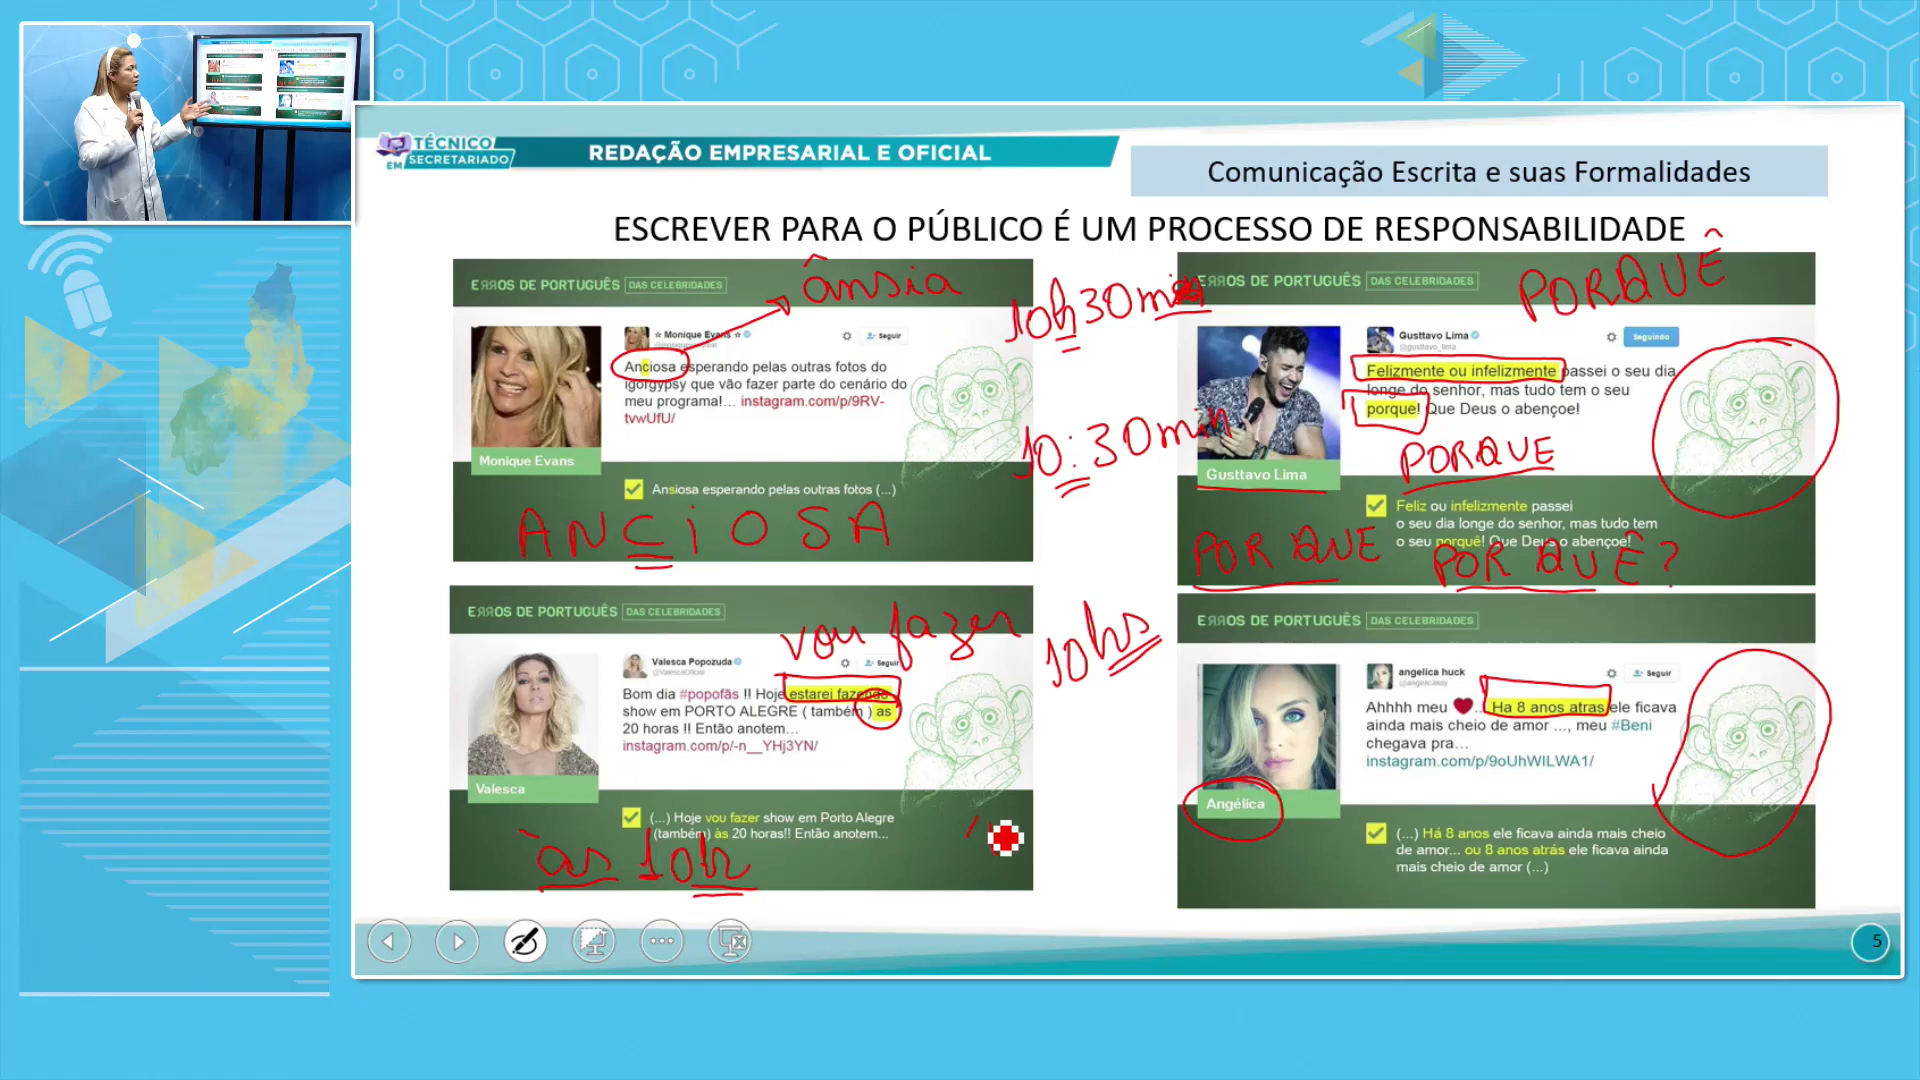 TÉCNICO
EM SECRETARIADO
REDAÇÃO EMPRESARIAL E OFICIAL
Comunicação Escrita e suas Formalidades
ESCREVER PARA O PÚBLICO É UM PROCESSO DE RESPONSABILIDADE
ERROS DE PORTUGUÊS DAS CELEBRIDADES
ânsia
☆ Monique Evans ☆
Seguir
Anciosa esperando pelas outras fotos do
igorgypsy que vão fazer parte do cenário do
meu programa!... instagram.com/p/9RV-
tvwUfU/
Monique Evans
Ansiosa esperando pelas outras fotos (...)
ANCiOSA
10h30min
10:30min
10hs
ERROS DE PORTUGUÊS DAS CELEBRIDADES
PORQUÊ
Gusttavo Lima
@gusttavo_lima
Seguindo
Felizmente ou infelizmente passei o seu dia
longe do senhor, mas tudo tem o seu
porque! Que Deus o abençoe!
PORQUE
Gusttavo Lima
Feliz ou infelizmente passei
o seu dia longe do senhor, mas tudo tem
o seu porquê! Que Deus o abençoe!
POR QUE POR QUÊ?
ERROS DE PORTUGUÊS DAS CELEBRIDADES
vou fazer
Valesca Popozuda
@ValescaOficial
Seguir
Bom dia #popofãs !! Hoje estarei fazendo
show em PORTO ALEGRE ( também ) as
20 horas !! Então anotem...
instagram.com/p/-n__YHj3YN/
Valesca
(...) Hoje vou fazer show em Porto Alegre
(também) às 20 horas!! Então anotem...
às 10h
ERROS DE PORTUGUÊS DAS CELEBRIDADES
angelica huck
Seguir
Ahhhh meu ❤... Ha 8 anos atras ele ficava
ainda mais cheio de amor ..., meu #Beni
chegava pra...
instagram.com/p/9oUhWILWA1/
Angélica
(...) Há 8 anos ele ficava ainda mais cheio
de amor... ou 8 anos atrás ele ficava ainda
mais cheio de amor (...)
5